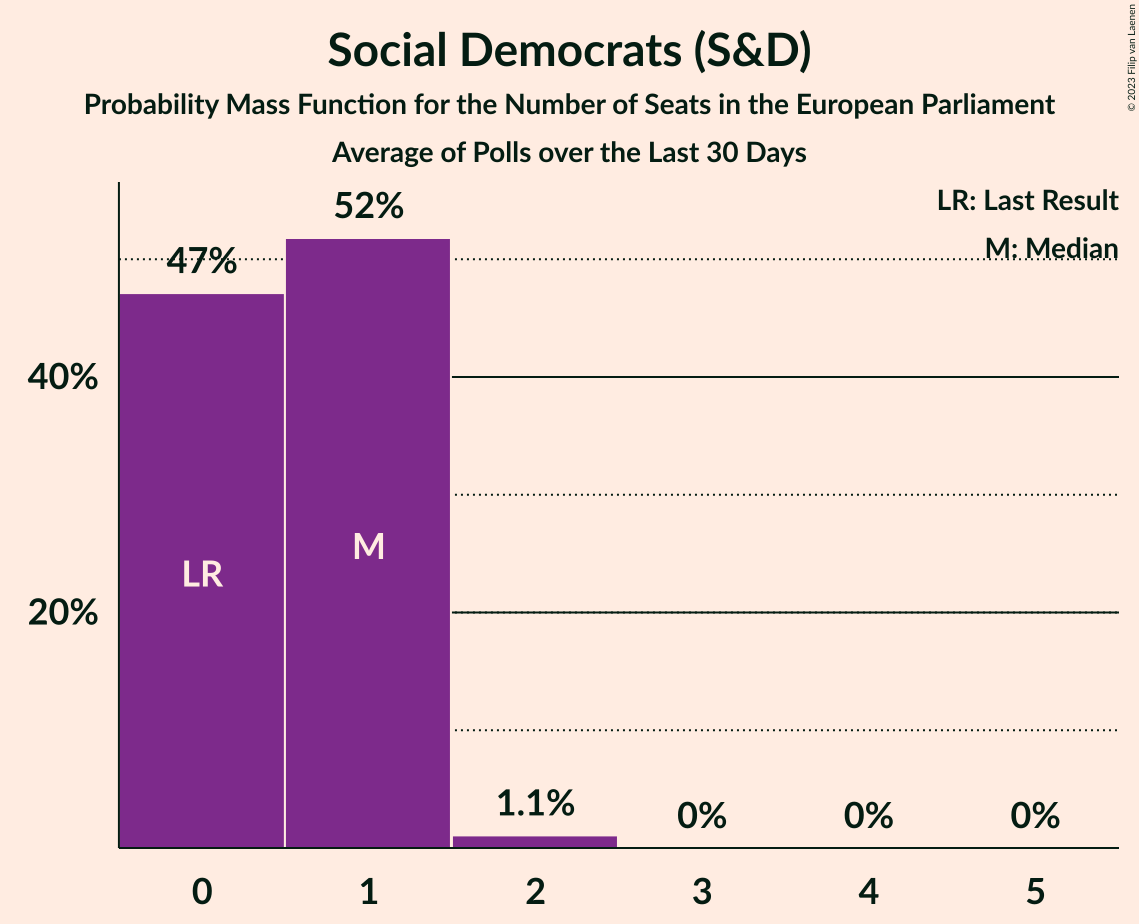 Social Democrats (S&D)
Probability Mass Function for the Number of Seats in the European Parliament
Average of Polls over the Last 30 Days
© 2023 Filip van Laenen
LR: Last Result
M: Median
52%
47%
40%
20%
LR
M
1.1%
0%
0%
0%
0
1
2
3
4
5